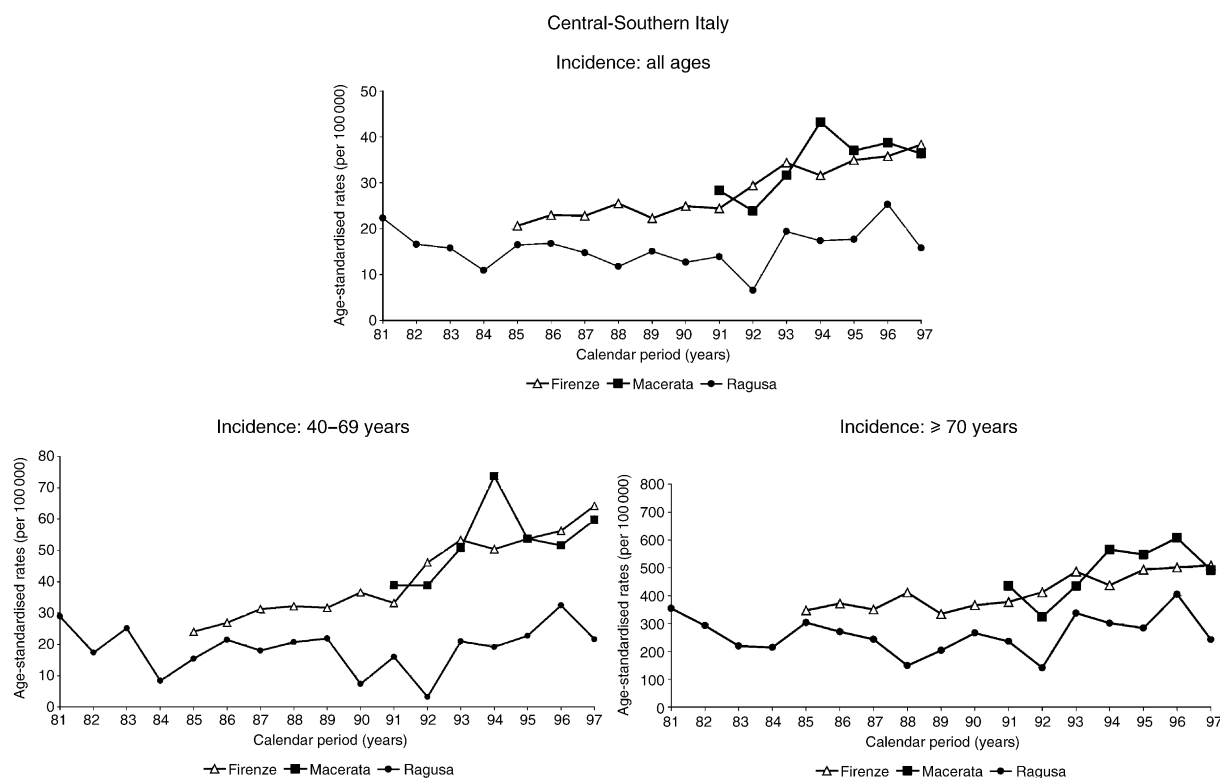 Central-Southern Italy
Incidence: all ages
Age-standardised rates (per 100 000)
50
40
30
20
10
0
81 82 83 84 85 86 87 88 89 90 91 92 93 94 95 96 97
Calendar period (years)
Firenze Macerata Ragusa
Incidence: 40–69 years
Age-standardised rates (per 100 000)
80
70
60
50
40
30
20
10
0
81 82 83 84 85 86 87 88 89 90 91 92 93 94 95 96 97
Calendar period (years)
Firenze Macerata Ragusa
Incidence: ⩾ 70 years
Age-standardised rates (per 100 000)
800
700
600
500
400
300
200
100
0
81 82 83 84 85 86 87 88 89 90 91 92 93 94 95 96 97
Calendar period (years)
Firenze Macerata Ragusa